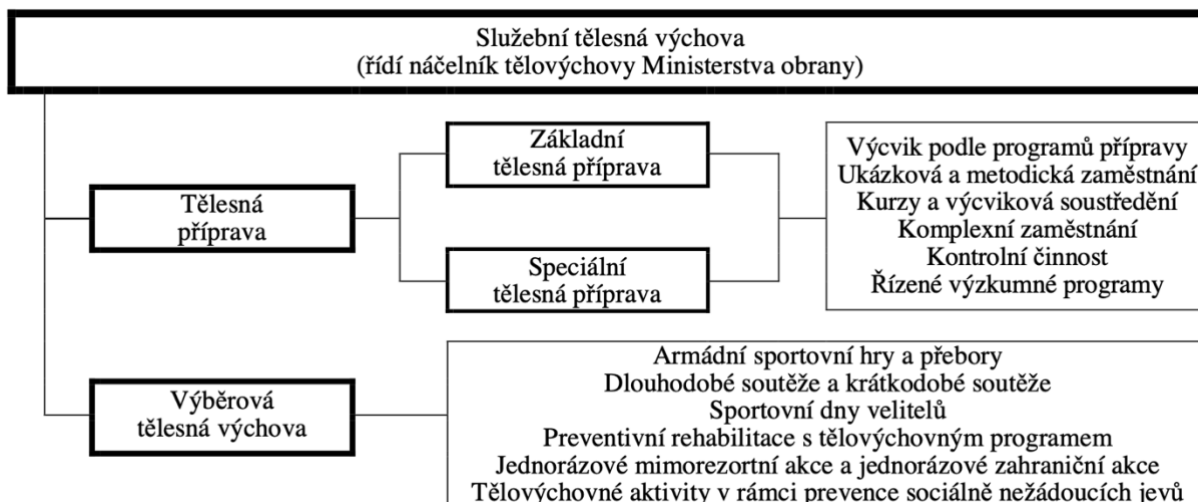 Služební tělesná výchova
(řídí náčelník tělovýchovy Ministerstva obrany)
Tělesná
příprava
Základní
tělesná příprava
Speciální
tělesná příprava
Výcvik podle programů přípravy
Ukázková a metodická zaměstnání
Kurzy a výcviková soustředění
Komplexní zaměstnání
Kontrolní činnost
Řízené výzkumné programy
Výběrová
tělesná výchova
Armádní sportovní hry a přebory
Dlouhodobé soutěže a krátkodobé soutěže
Sportovní dny velitelů
Preventivní rehabilitace s tělovýchovným programem
Jednorázové mimorezortní akce a jednorázové zahraniční akce
Tělovýchovné aktivity v rámci prevence sociálně nežádoucích jevů